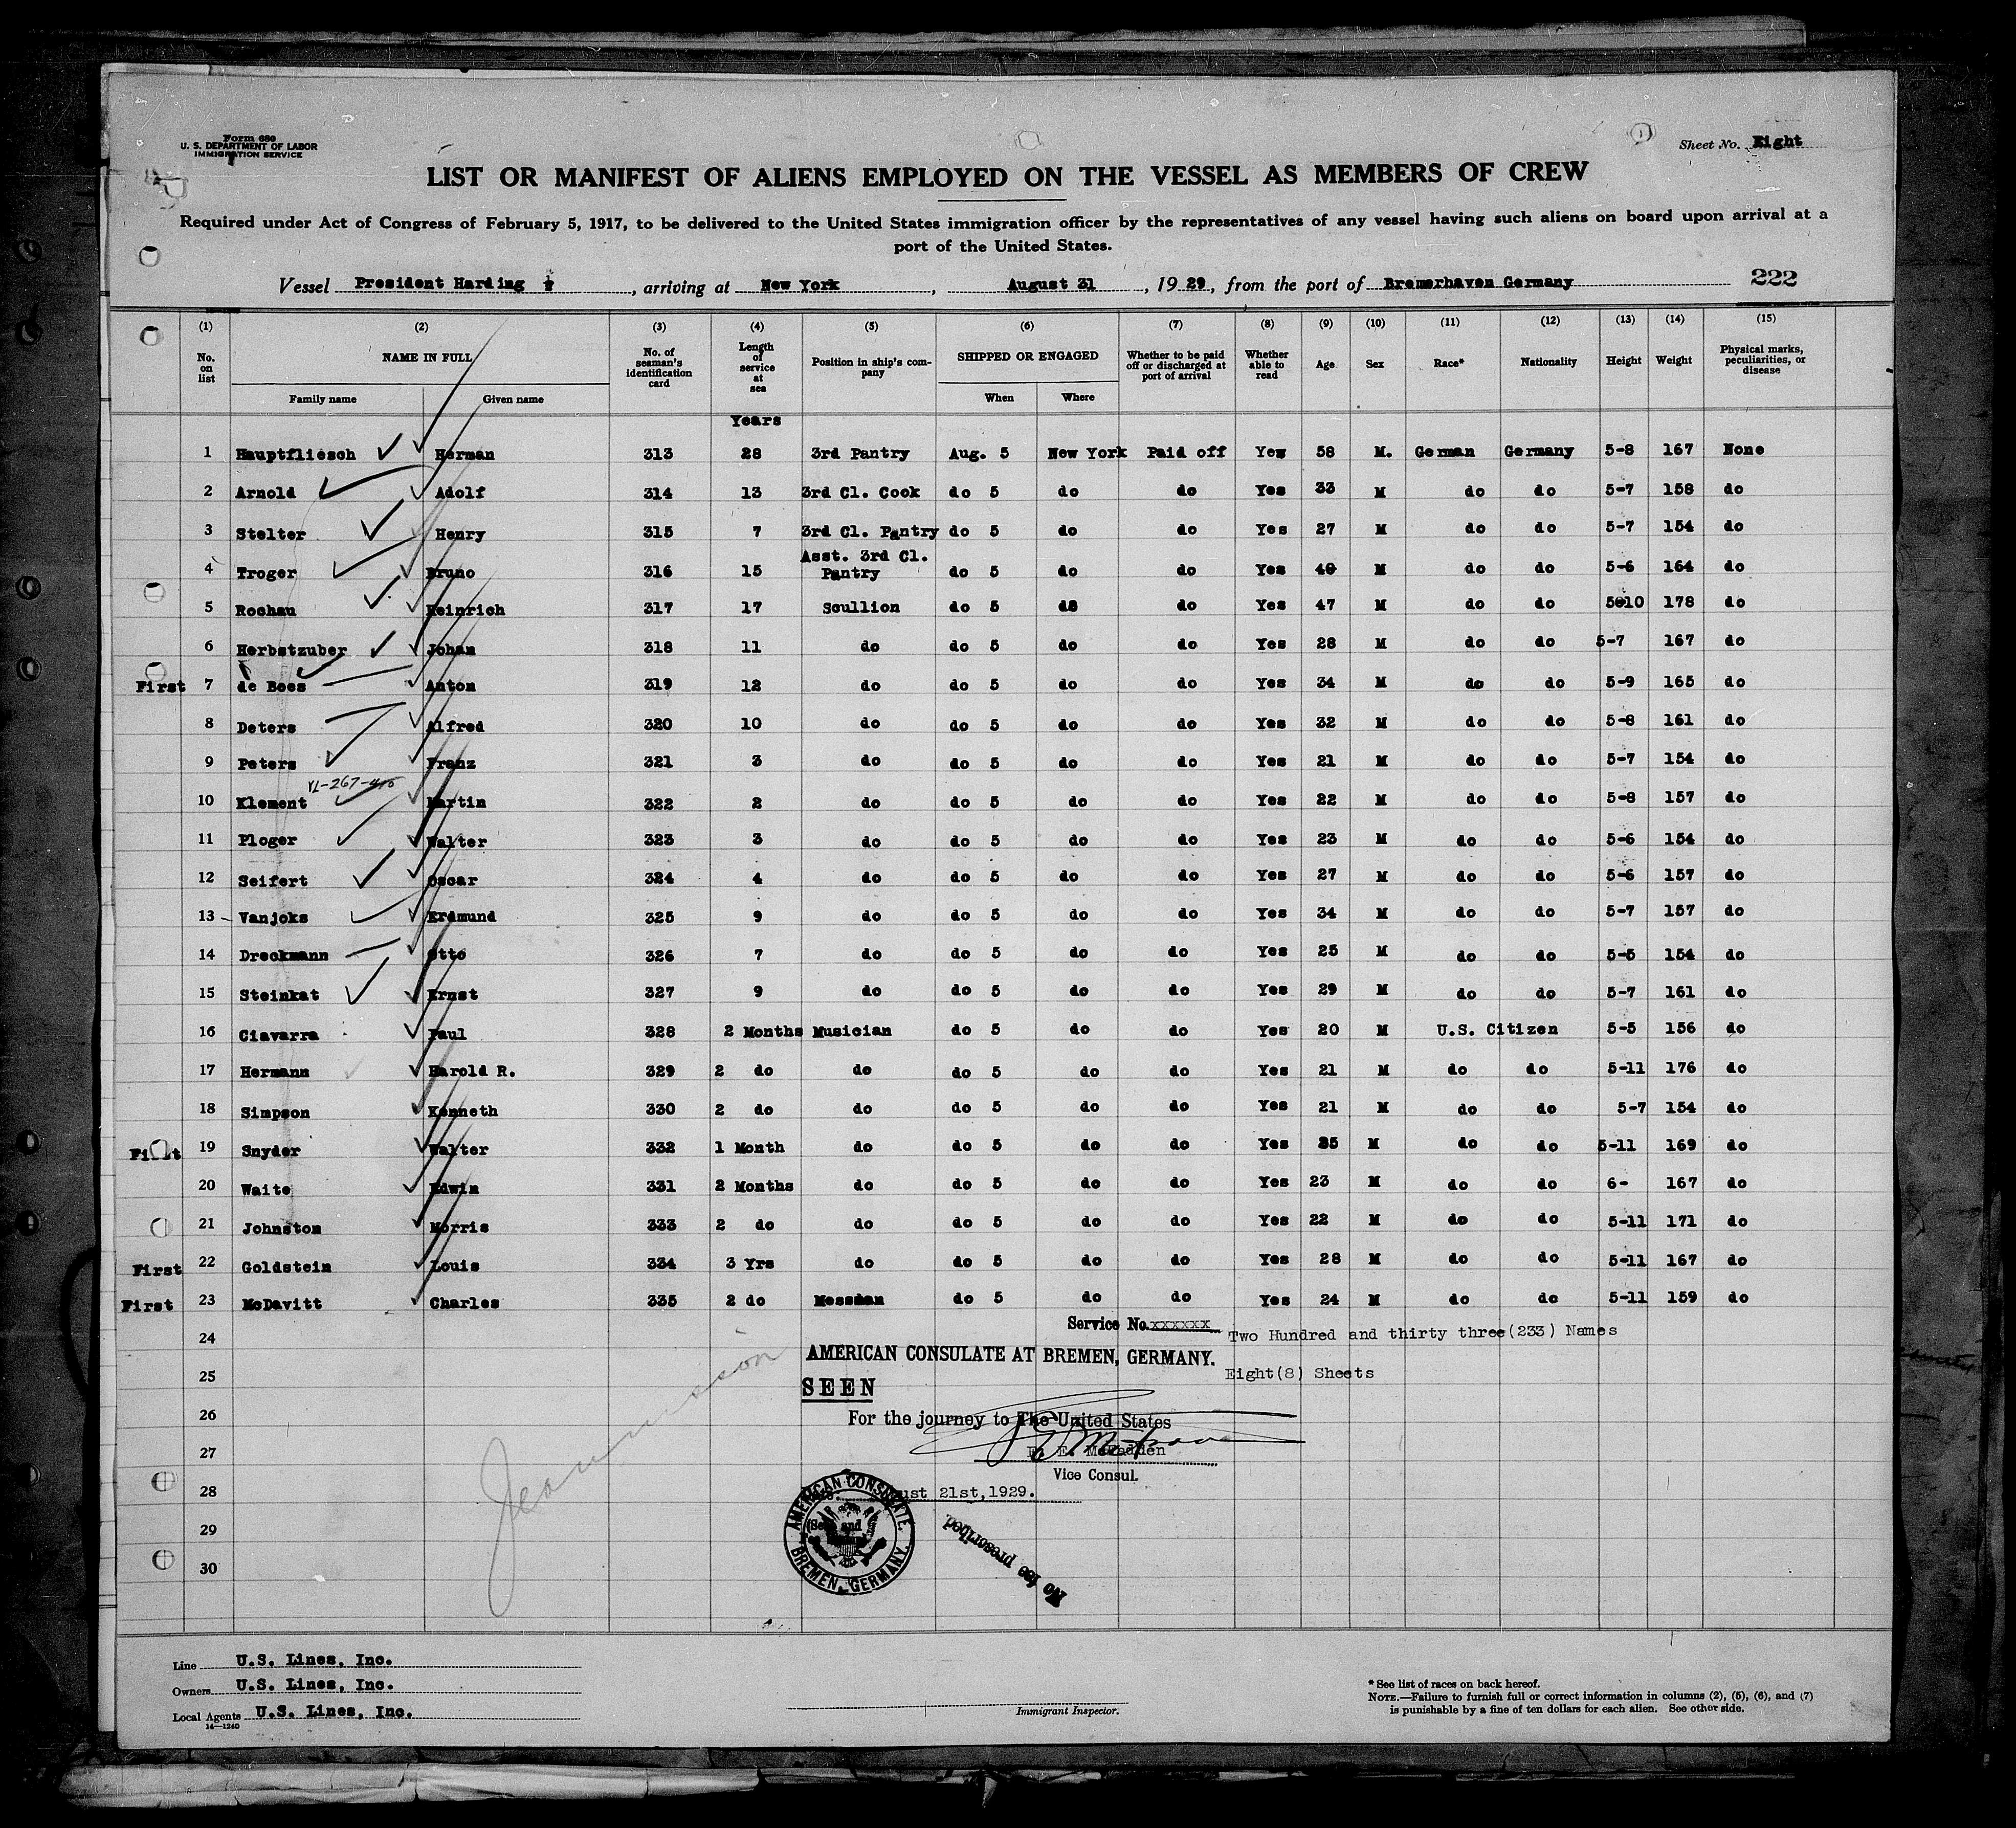 Form 680
U. S. DEPARTMENT OF LABOR
IMMIGRATION SERVICE
Sheet No. Eight
LIST OR MANIFEST OF ALIENS EMPLOYED ON THE VESSEL AS MEMBERS OF CREW
Required under Act of Congress of February 5, 1917, to be delivered to the United States immigration officer by the representatives of any vessel having such aliens on board upon arrival at a
port of the United States.
Vessel President Harding, arriving at New York, August 31, 1929, from the port of Bremerhaven Germany 222
(1) (2) (3) (4) (5) (6) (7) (8) (9) (10) (11) (12) (13) (14) (15)
No. on list NAME IN FULL No. of seaman's identification card Length of service at sea Position in ship's company SHIPPED OR ENGAGED Whether to be paid off or discharged at port of arrival Whether able to read Age Sex Race* Nationality Height Weight Physical marks, peculiarities, or disease
Family name Given name When Where
Years
1 Hauptfliesch Herman 313 28 3rd Pantry Aug. 5 New York Paid off Yes 58 M. German Germany 5-8 167 None
2 Arnold Adolf 314 13 3rd Cl. Cook do 5 do do Yes 33 M do do 5-7 158 do
3 Stelter Henry 315 7 3rd Cl. Pantry do 5 do do Yes 27 M do do 5-7 154 do
4 Troger Bruno 316 15 Asst. 3rd Cl. Pantry do 5 do do Yes 40 M do do 5-6 164 do
5 Rochau Heinrich 317 17 Scullion do 5 do do Yes 47 M do do 5-10 178 do
6 Herbstzuber Johan 318 11 do do 5 do do Yes 28 M do do 5-7 167 do
First 7 de Boes Anton 319 12 do do 5 do do Yes 34 M do do 5-9 165 do
8 Deters Alfred 320 10 do do 5 do do Yes 32 M do do 5-8 161 do
9 Peters Franz 321 3 do do 5 do do Yes 21 M do do 5-7 154 do
10 Klement Martin 322 2 do do 5 do do Yes 22 M do do 5-8 157 do
11 Ploger Walter 323 3 do do 5 do do Yes 23 M do do 5-6 154 do
12 Seifert Oscar 324 4 do do 5 do do Yes 27 M do do 5-6 157 do
13 Vanjoks Erdmund 325 9 do do 5 do do Yes 34 M do do 5-7 157 do
14 Dreckmann Otto 326 7 do do 5 do do Yes 25 M do do 5-5 154 do
15 Steinkat Ernst 327 9 do do 5 do do Yes 29 M do do 5-7 161 do
16 Ciavarra Paul 328 2 Months Musician do 5 do do Yes 20 M U.S. Citizen 5-5 156 do
17 Hermann Harold R. 329 2 do do do 5 do do Yes 21 M do do 5-11 176 do
18 Simpson Kenneth 330 2 do do do 5 do do Yes 21 M do do 5-7 154 do
First 19 Snyder Walter 332 1 Month do do 5 do do Yes 25 M do do 5-11 169 do
20 Waite Edwin 331 2 Months do do 5 do do Yes 23 M do do 6- 167 do
21 Johnston Morris 333 2 do do do 5 do do Yes 22 M do do 5-11 171 do
First 22 Goldstein Louis 334 3 Yrs do do 5 do do Yes 28 M do do 5-11 167 do
First 23 McDavitt Charles 335 2 do Messman do 5 do do Yes 24 M do do 5-11 159 do
Service No. xxxxxx
24 Two Hundred and thirty three(233) Names
AMERICAN CONSULATE AT BREMEN, GERMANY.
25 Eight(8) Sheets
SEEN
26 For the journey to The United States
27 E. McFadden
Vice Consul.
28 August 21st,1929.
29
30
AMERICAN CONSULATE. BREMEN, GERMANY.
No fee prescribed
Line U.S. Lines, Inc.
Owners U.S. Lines, Inc.
Local Agents U.S. Lines, Inc.
14—1240
Immigrant Inspector.
* See list of races on back hereof.
NOTE.—Failure to furnish full or correct information in columns (2), (5), (6), and (7)
is punishable by a fine of ten dollars for each alien. See other side.